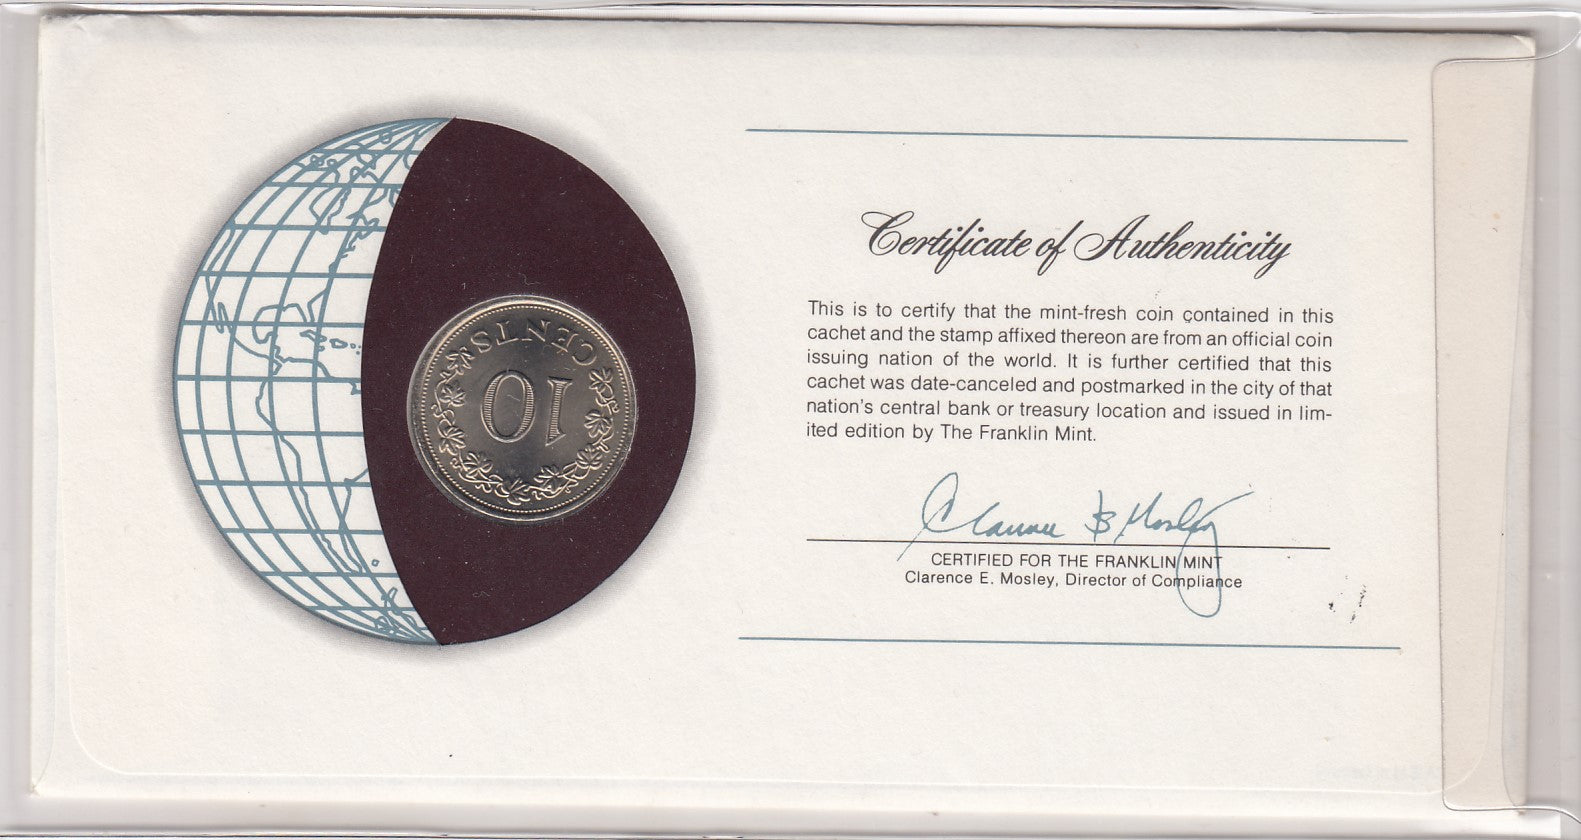 CENTS
10
Certificate of Authenticity
This is to certify that the mint-fresh coin contained in this
cachet and the stamp affixed thereon are from an official coin
issuing nation of the world. It is further certified that this
cachet was date-canceled and postmarked in the city of that
nation's central bank or treasury location and issued in lim-
ited edition by The Franklin Mint.
Clarence E Mosley
CERTIFIED FOR THE FRANKLIN MINT
Clarence E. Mosley, Director of Compliance